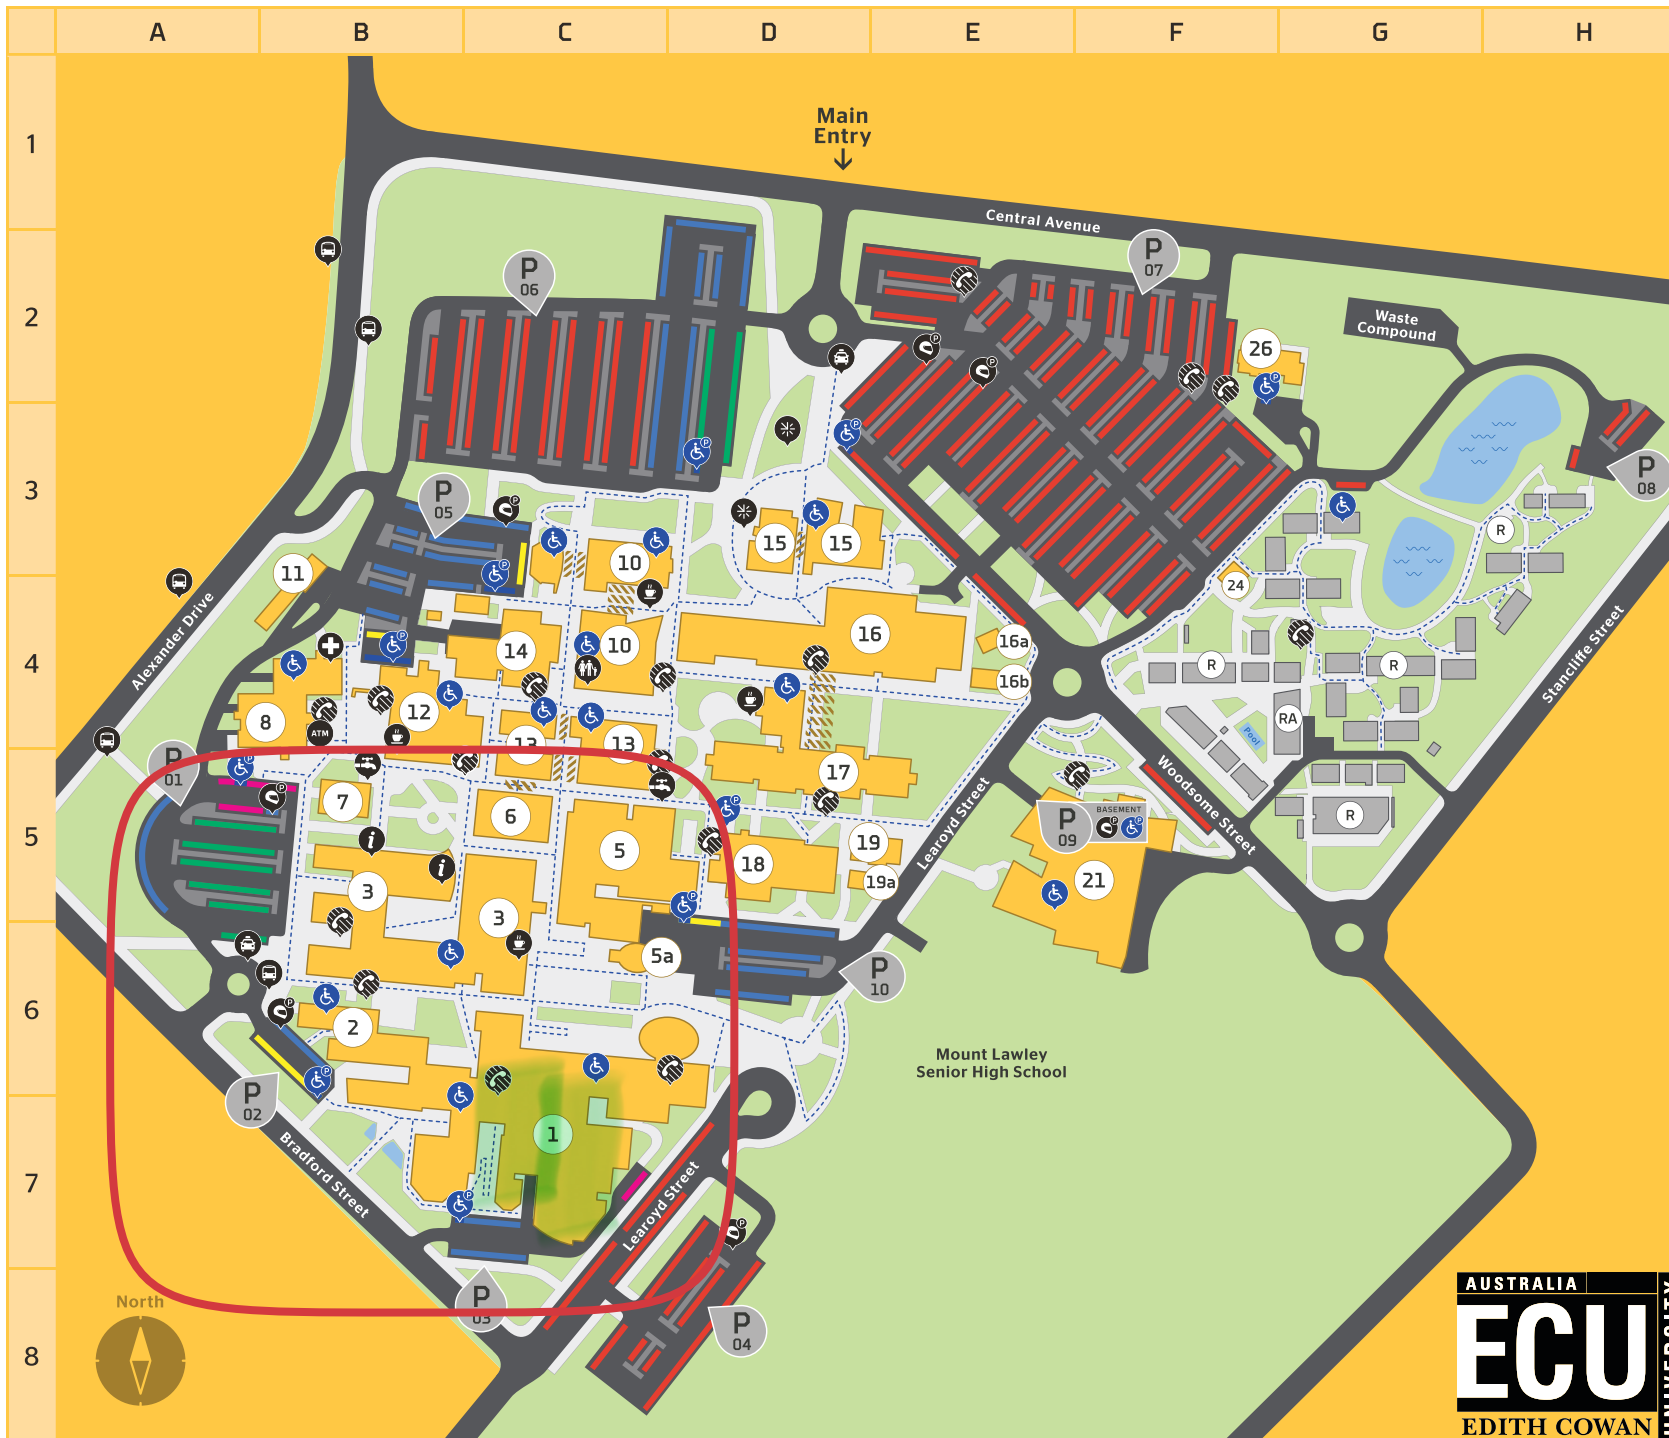 A B C D E F G H
1
Main
Entry
Central Avenue
P
07
P
06
2
Waste
Compound
26
P
08
3
P
05
R
15
15
10
11
24
Alexander Drive
Stancliffe Street
16
16a
4
14
10
R
R
16b
8
12
RA
ATM
13
13
Pool
P
01
17
Woodsome Street
7
6
Learoyd Street
BASEMENT
P
09
P
P
R
5
5
19
i
18
i
3
19a
21
3
5a
P
10
6
2
Mount Lawley
Senior High School
P
02
1
Bradford Street
7
Learoyd Street
P
03
North
P
04
AUSTRALIA
ECU
EDITH COWAN
UNIVERSITY
8